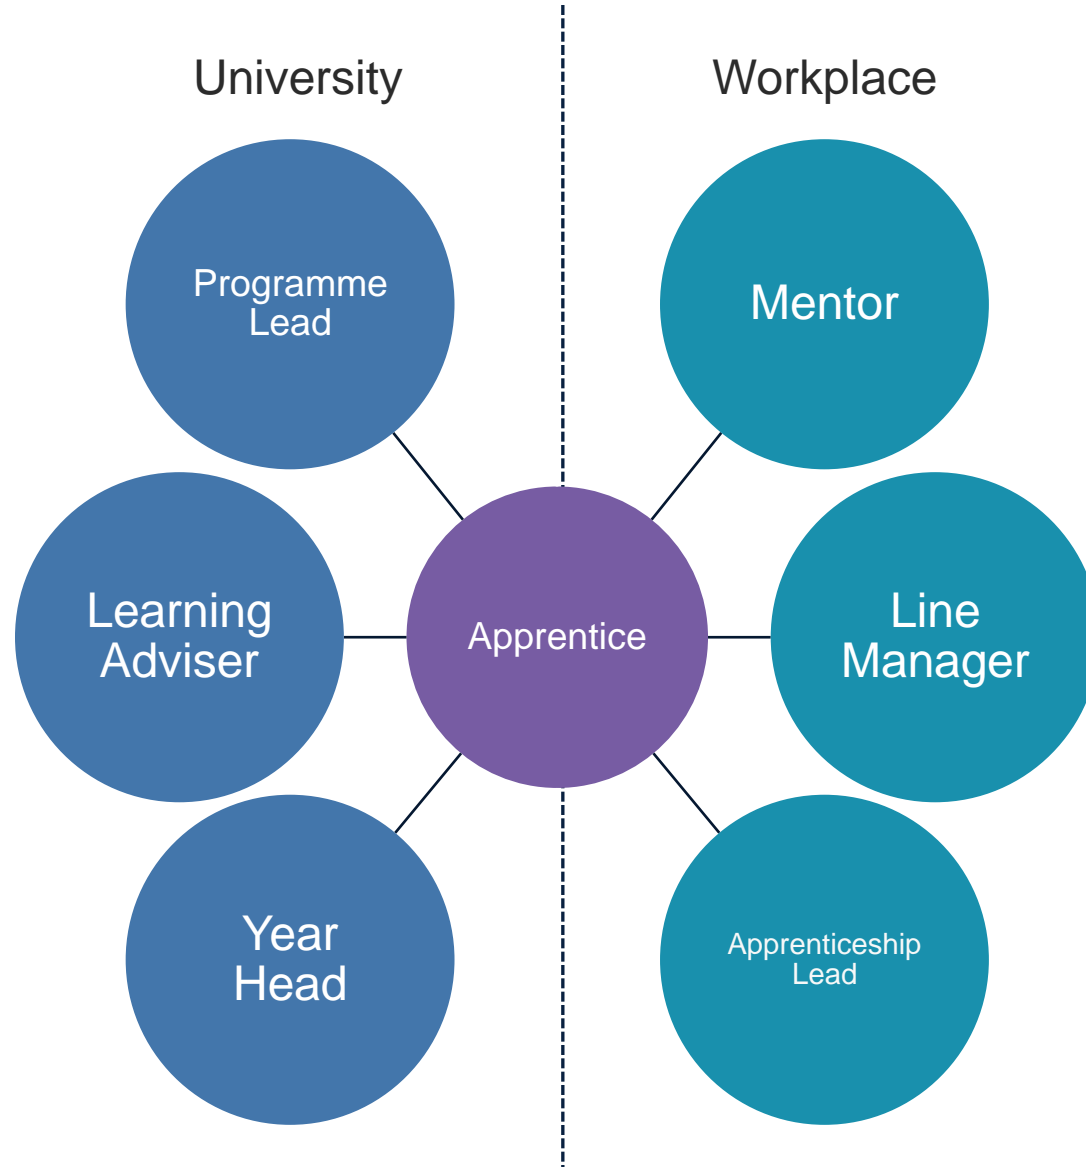 University
Workplace
Programme
Lead
Mentor
Learning
Adviser
Apprentice
Line
Manager
Year
Head
Apprenticeship
Lead